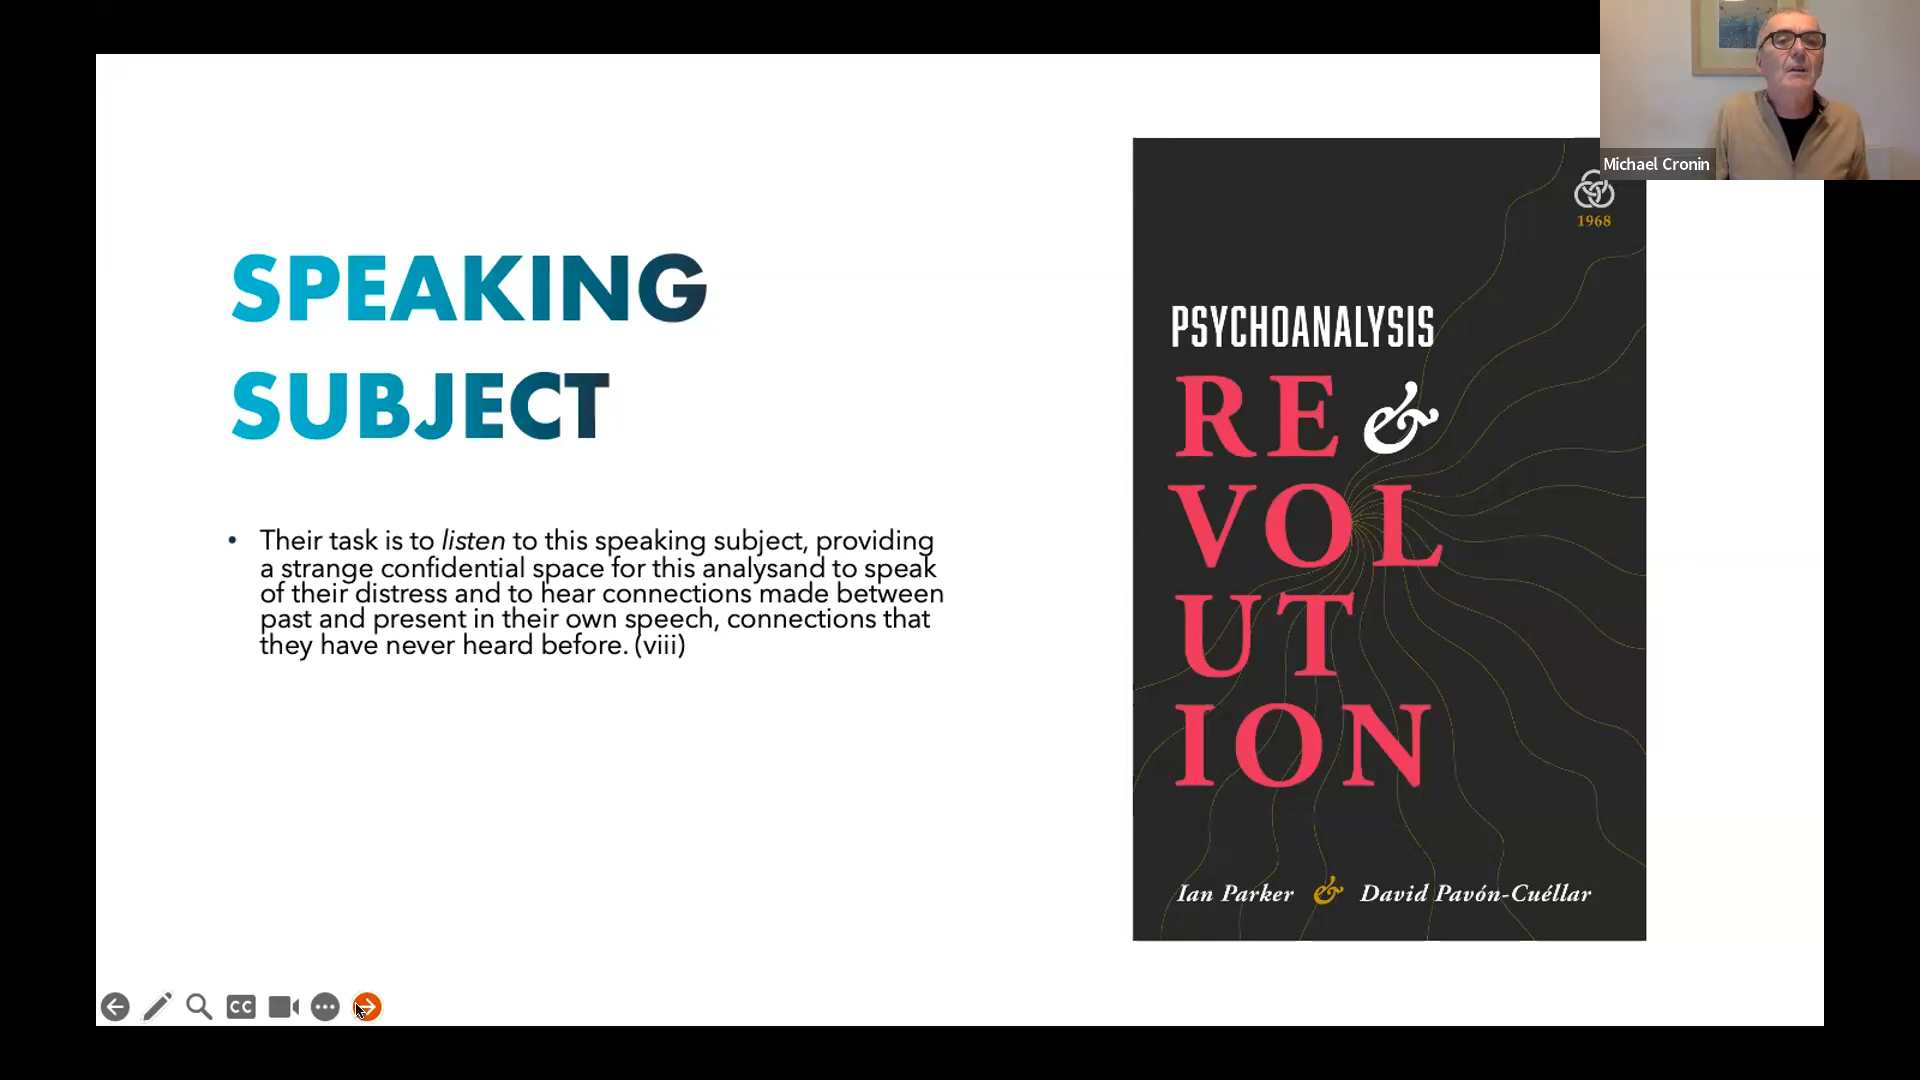 Michael Cronin
SPEAKING
SUBJECT
• Their task is to listen to this speaking subject, providing
a strange confidential space for this analysand to speak
of their distress and to hear connections made between
past and present in their own speech, connections that
they have never heard before. (viii)
1968
PSYCHOANALYSIS
RE &
VOL
UT
ION
Ian Parker & David Pavón-Cuéllar
CC